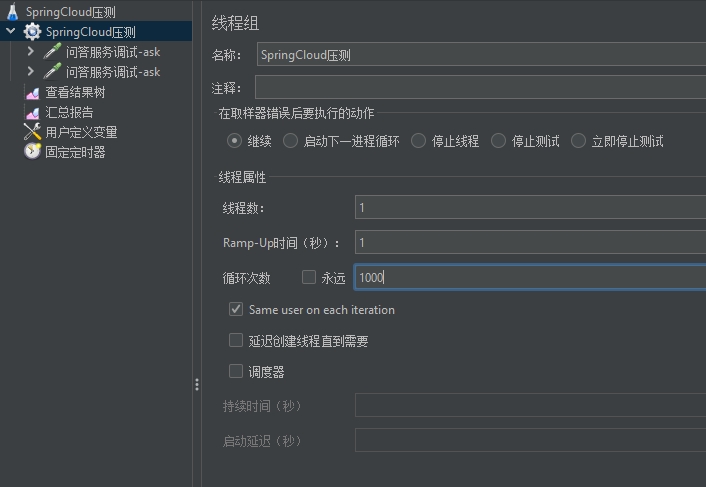 SpringCloud压测
SpringCloud压测
问答服务调试-ask
问答服务调试-ask
查看结果树
汇总报告
用户定义变量
固定定时器
线程组
名称： SpringCloud压测
注释：
在取样器错误后要执行的动作
继续 启动下一进程循环 停止线程 停止测试 立即停止测试
线程属性
线程数： 1
Ramp-Up时间（秒）： 1
循环次数 永远 1000
Same user on each iteration
延迟创建线程直到需要
调度器
持续时间（秒）
启动延迟（秒）